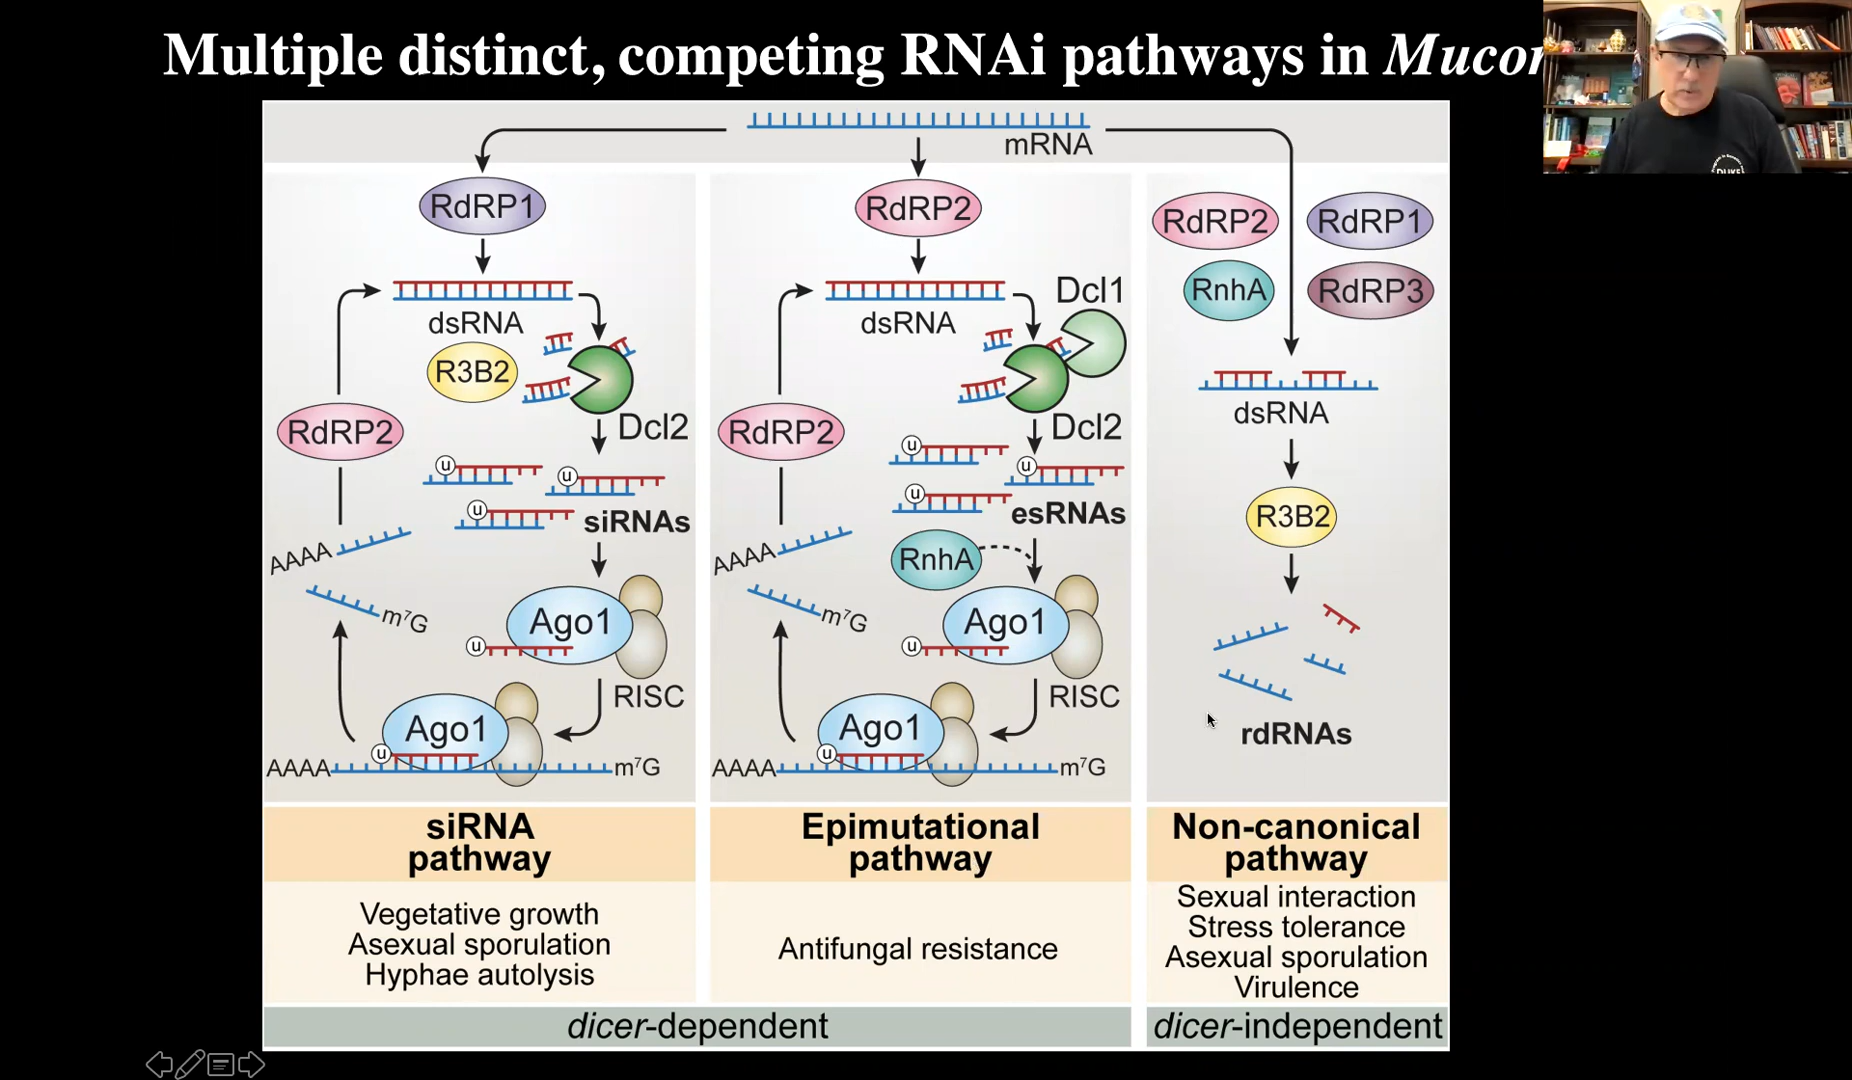 Multiple distinct, competing RNAi pathways in Mucor
mRNA
RdRP1
dsRNA
R3B2
RdRP2
Dcl2
u
u
u
siRNAs
AAAA
m⁷G
Ago1
u
RISC
Ago1
u
AAAA
m⁷G
siRNA
pathway
Vegetative growth
Asexual sporulation
Hyphae autolysis
RdRP2
Dcl1
dsRNA
RdRP2
Dcl2
u
u
u
esRNAs
AAAA
RnhA
m⁷G
Ago1
u
RISC
Ago1
u
AAAA
m⁷G
Epimutational
pathway
Antifungal resistance
dicer-dependent
RdRP2
RdRP1
RnhA
RdRP3
dsRNA
R3B2
rdRNAs
Non-canonical
pathway
Sexual interaction
Stress tolerance
Asexual sporulation
Virulence
dicer-independent
DUKE